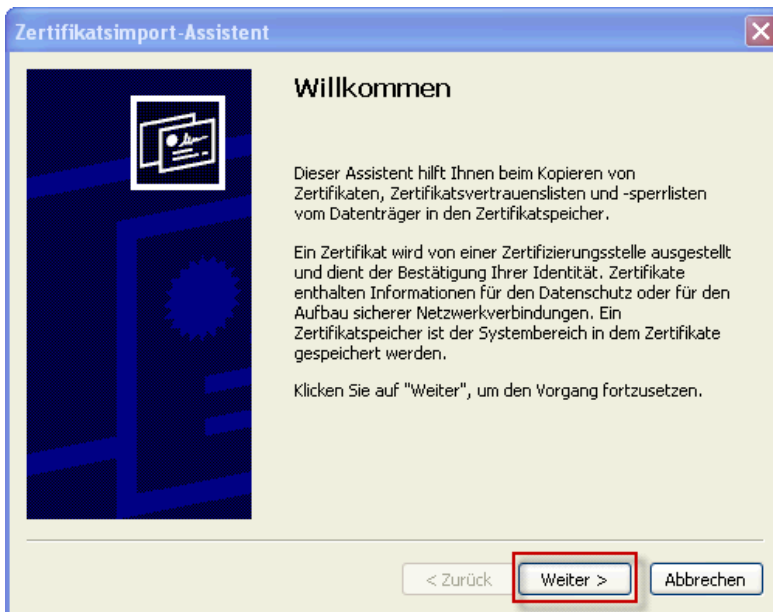 Zertifikatsimport-Assistent
Willkommen
Dieser Assistent hilft Ihnen beim Kopieren von
Zertifikaten, Zertifikatsvertrauenslisten und -sperrlisten
vom Datenträger in den Zertifikatspeicher.
Ein Zertifikat wird von einer Zertifizierungsstelle ausgestellt
und dient der Bestätigung Ihrer Identität. Zertifikate
enthalten Informationen für den Datenschutz oder für den
Aufbau sicherer Netzwerkverbindungen. Ein
Zertifikatspeicher ist der Systembereich in dem Zertifikate
gespeichert werden.
Klicken Sie auf "Weiter", um den Vorgang fortzusetzen.
< Zurück Weiter > Abbrechen